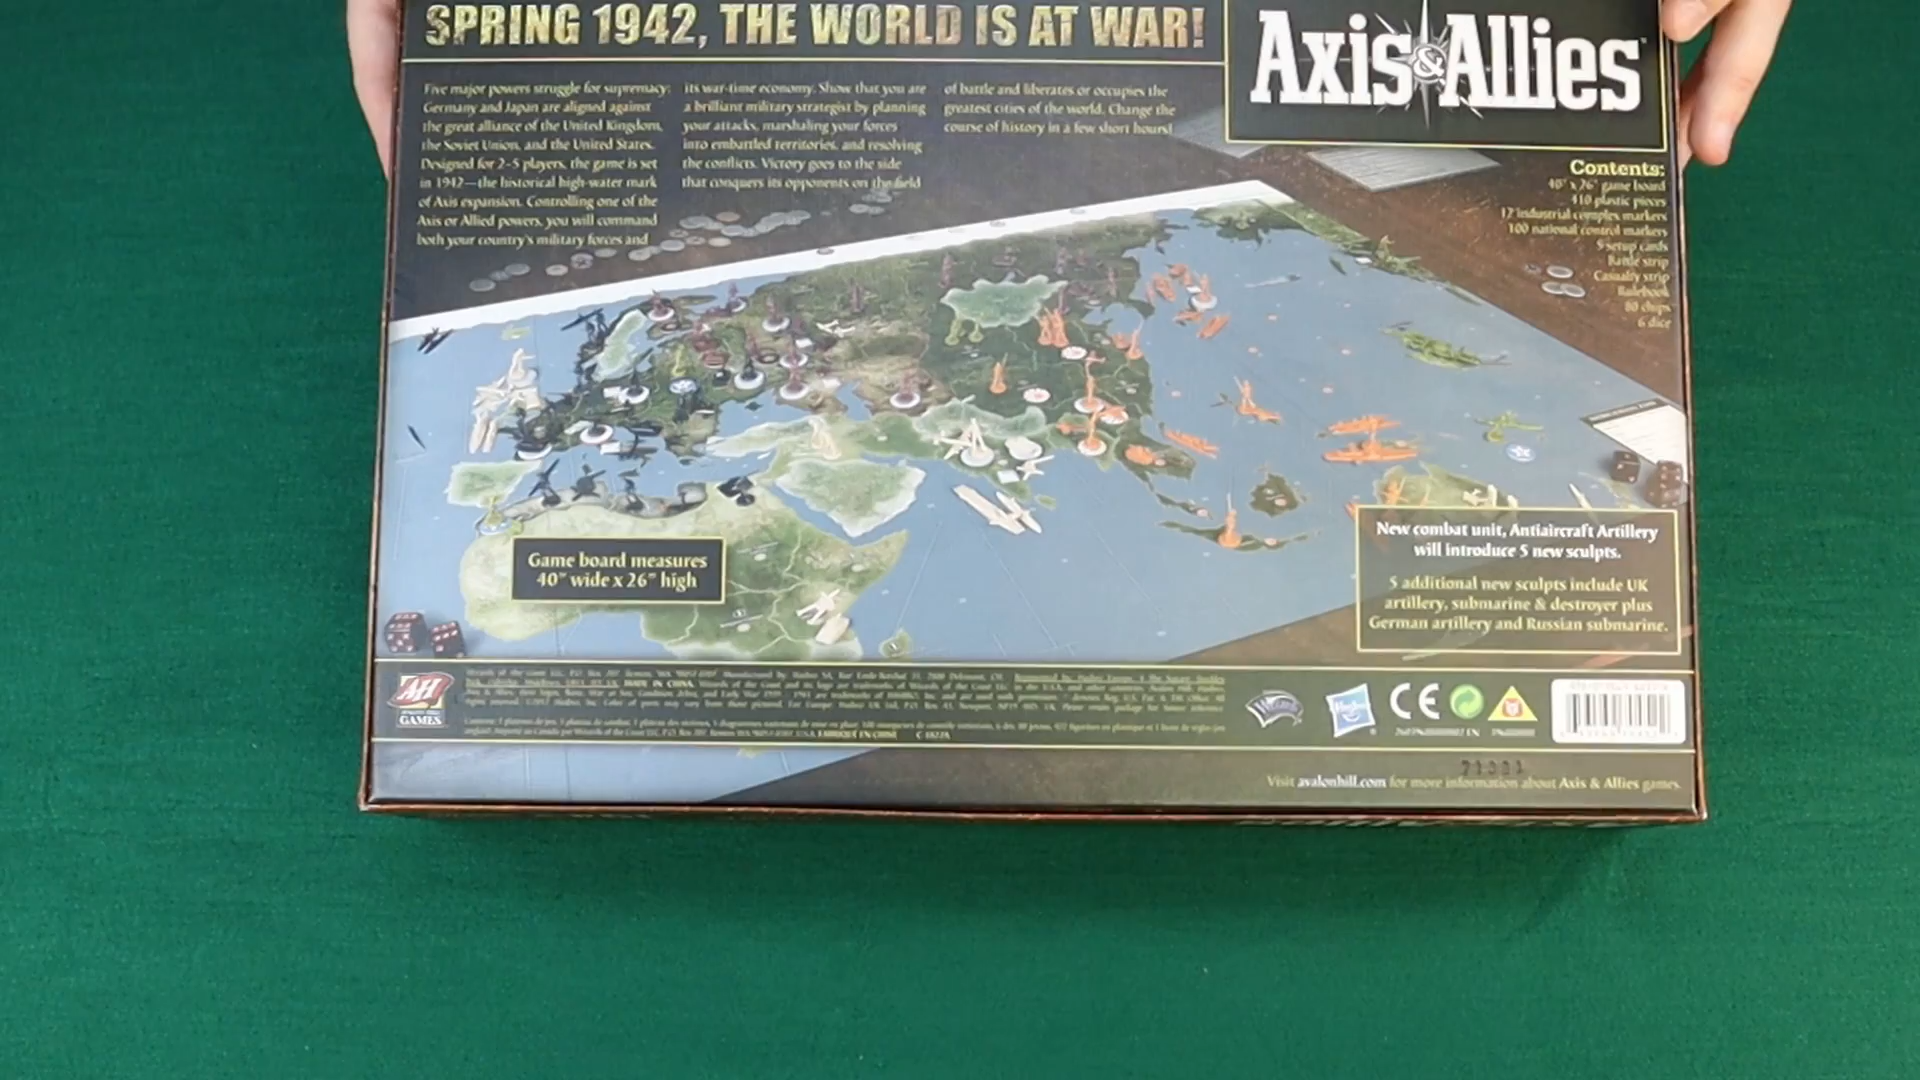 SPRING 1942, THE WORLD IS AT WAR!
Axis & Allies
Five major powers struggle for supremacy:
Germany and Japan are aligned against
the great alliance of the United Kingdom,
the Soviet Union, and the United States.
Designed for 2-5 players, the game is set
in 1942—the historical high-water mark
of Axis expansion. Controlling one of the
Axis or Allied powers, you will command
both your country's military forces and
its war-time economy. Show that you are
a brilliant military strategist by planning
your attacks, marshaling your forces
into embattled territories, and resolving
the conflicts. Victory goes to the side
that conquers its opponents on the field
of battle and liberates or occupies the
greatest cities of the world. Change the
course of history in a few short hours!
Contents:
40" x 26" game board
410 plastic pieces
12 industrial complex markers
100 national control markers
5 setup cards
Battle strip
Casualty strip
Rulebook
80 chips
6 dice
Game board measures
40" wide x 26" high
New combat unit, Antiaircraft Artillery
will introduce 5 new sculpts.
5 additional new sculpts include UK
artillery, submarine & destroyer plus
German artillery and Russian submarine.
AH
GAMES
MADE IN CHINA
FABRIQUÉ EN CHINE
Wizards
Hasbro
CE
71331
Visit avalonhill.com for more information about Axis & Allies games.